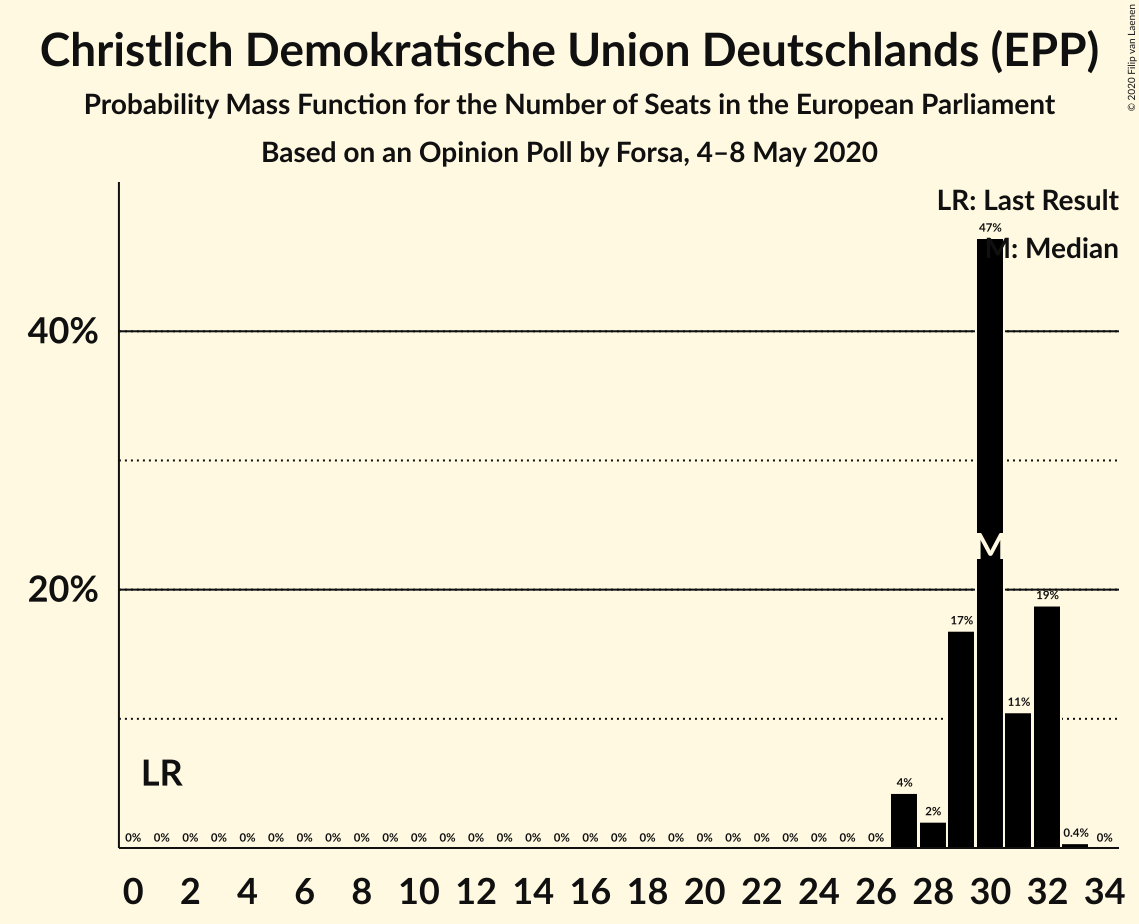 Christlich Demokratische Union Deutschlands (EPP)
Probability Mass Function for the Number of Seats in the European Parliament
Based on an Opinion Poll by Forsa, 4–8 May 2020
© 2020 Filip van Laenen
LR: Last Result
M: Median
47%
40%
M
20%
19%
17%
11%
LR
4%
2%
0.4%
0% 0% 0% 0% 0% 0% 0% 0% 0% 0% 0% 0% 0% 0% 0% 0% 0% 0% 0% 0% 0% 0% 0% 0% 0% 0% 0% 0%
0 2 4 6 8 10 12 14 16 18 20 22 24 26 28 30 32 34